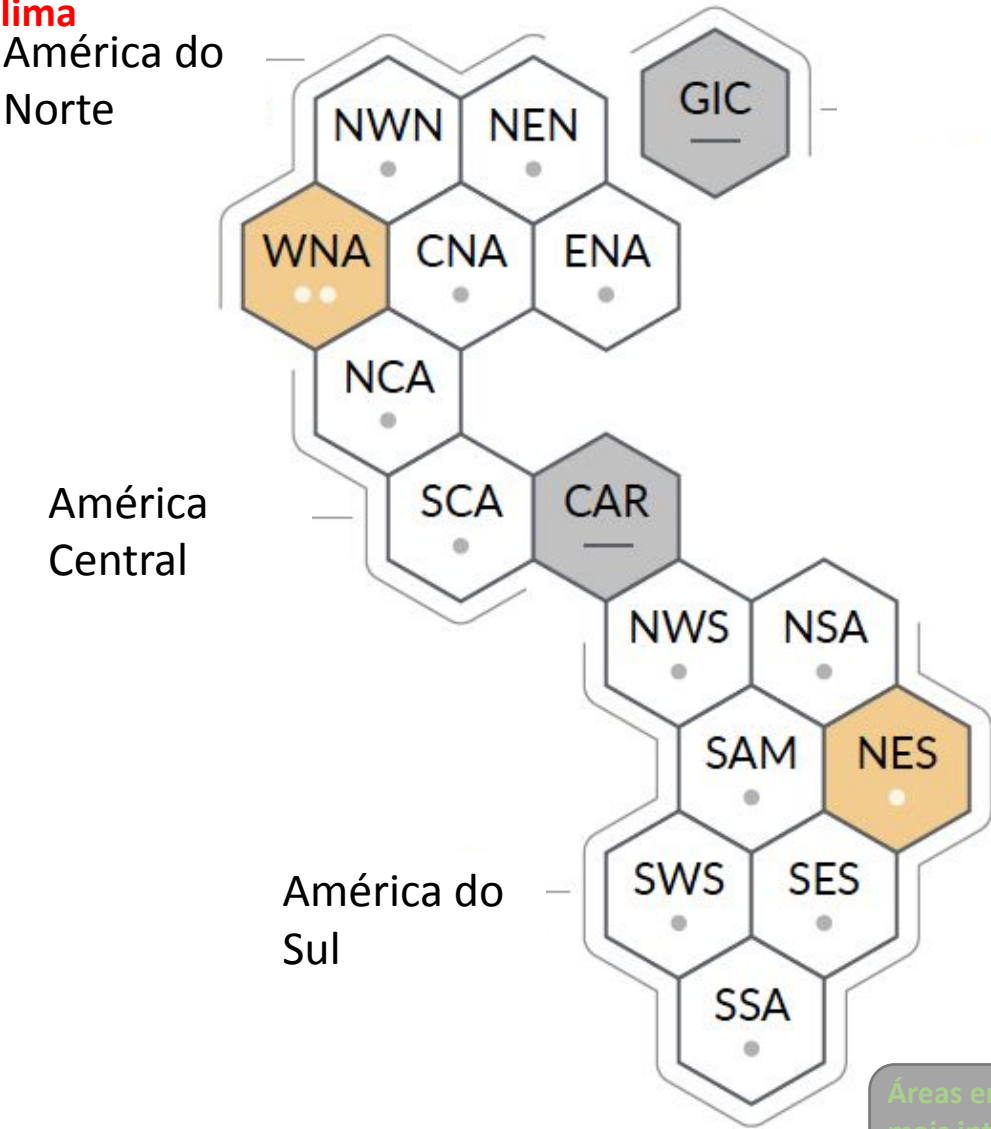 lima
América do
Norte
GIC
NWN NEN
WNA CNA ENA
NCA
América
Central
SCA CAR
NWS NSA
SAM NES
América do
Sul
SWS SES
SSA
Áreas